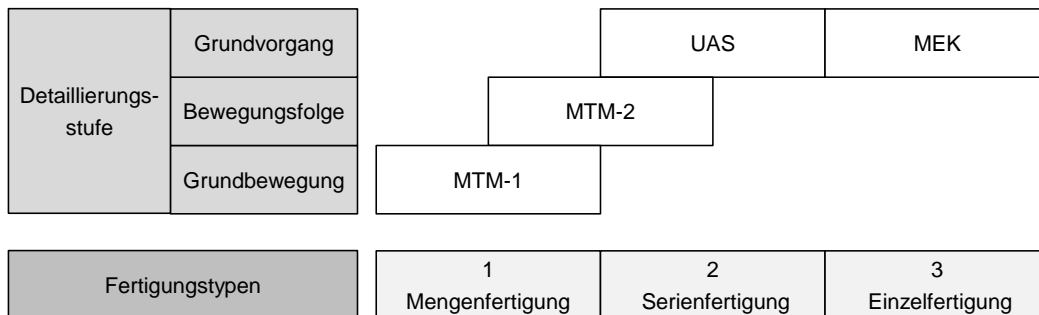 Detaillierungs-
stufe
Grundvorgang
UAS
MEK
Bewegungsfolge
MTM-2
Grundbewegung
MTM-1
Fertigungstypen
1
Mengenfertigung
2
Serienfertigung
3
Einzelfertigung